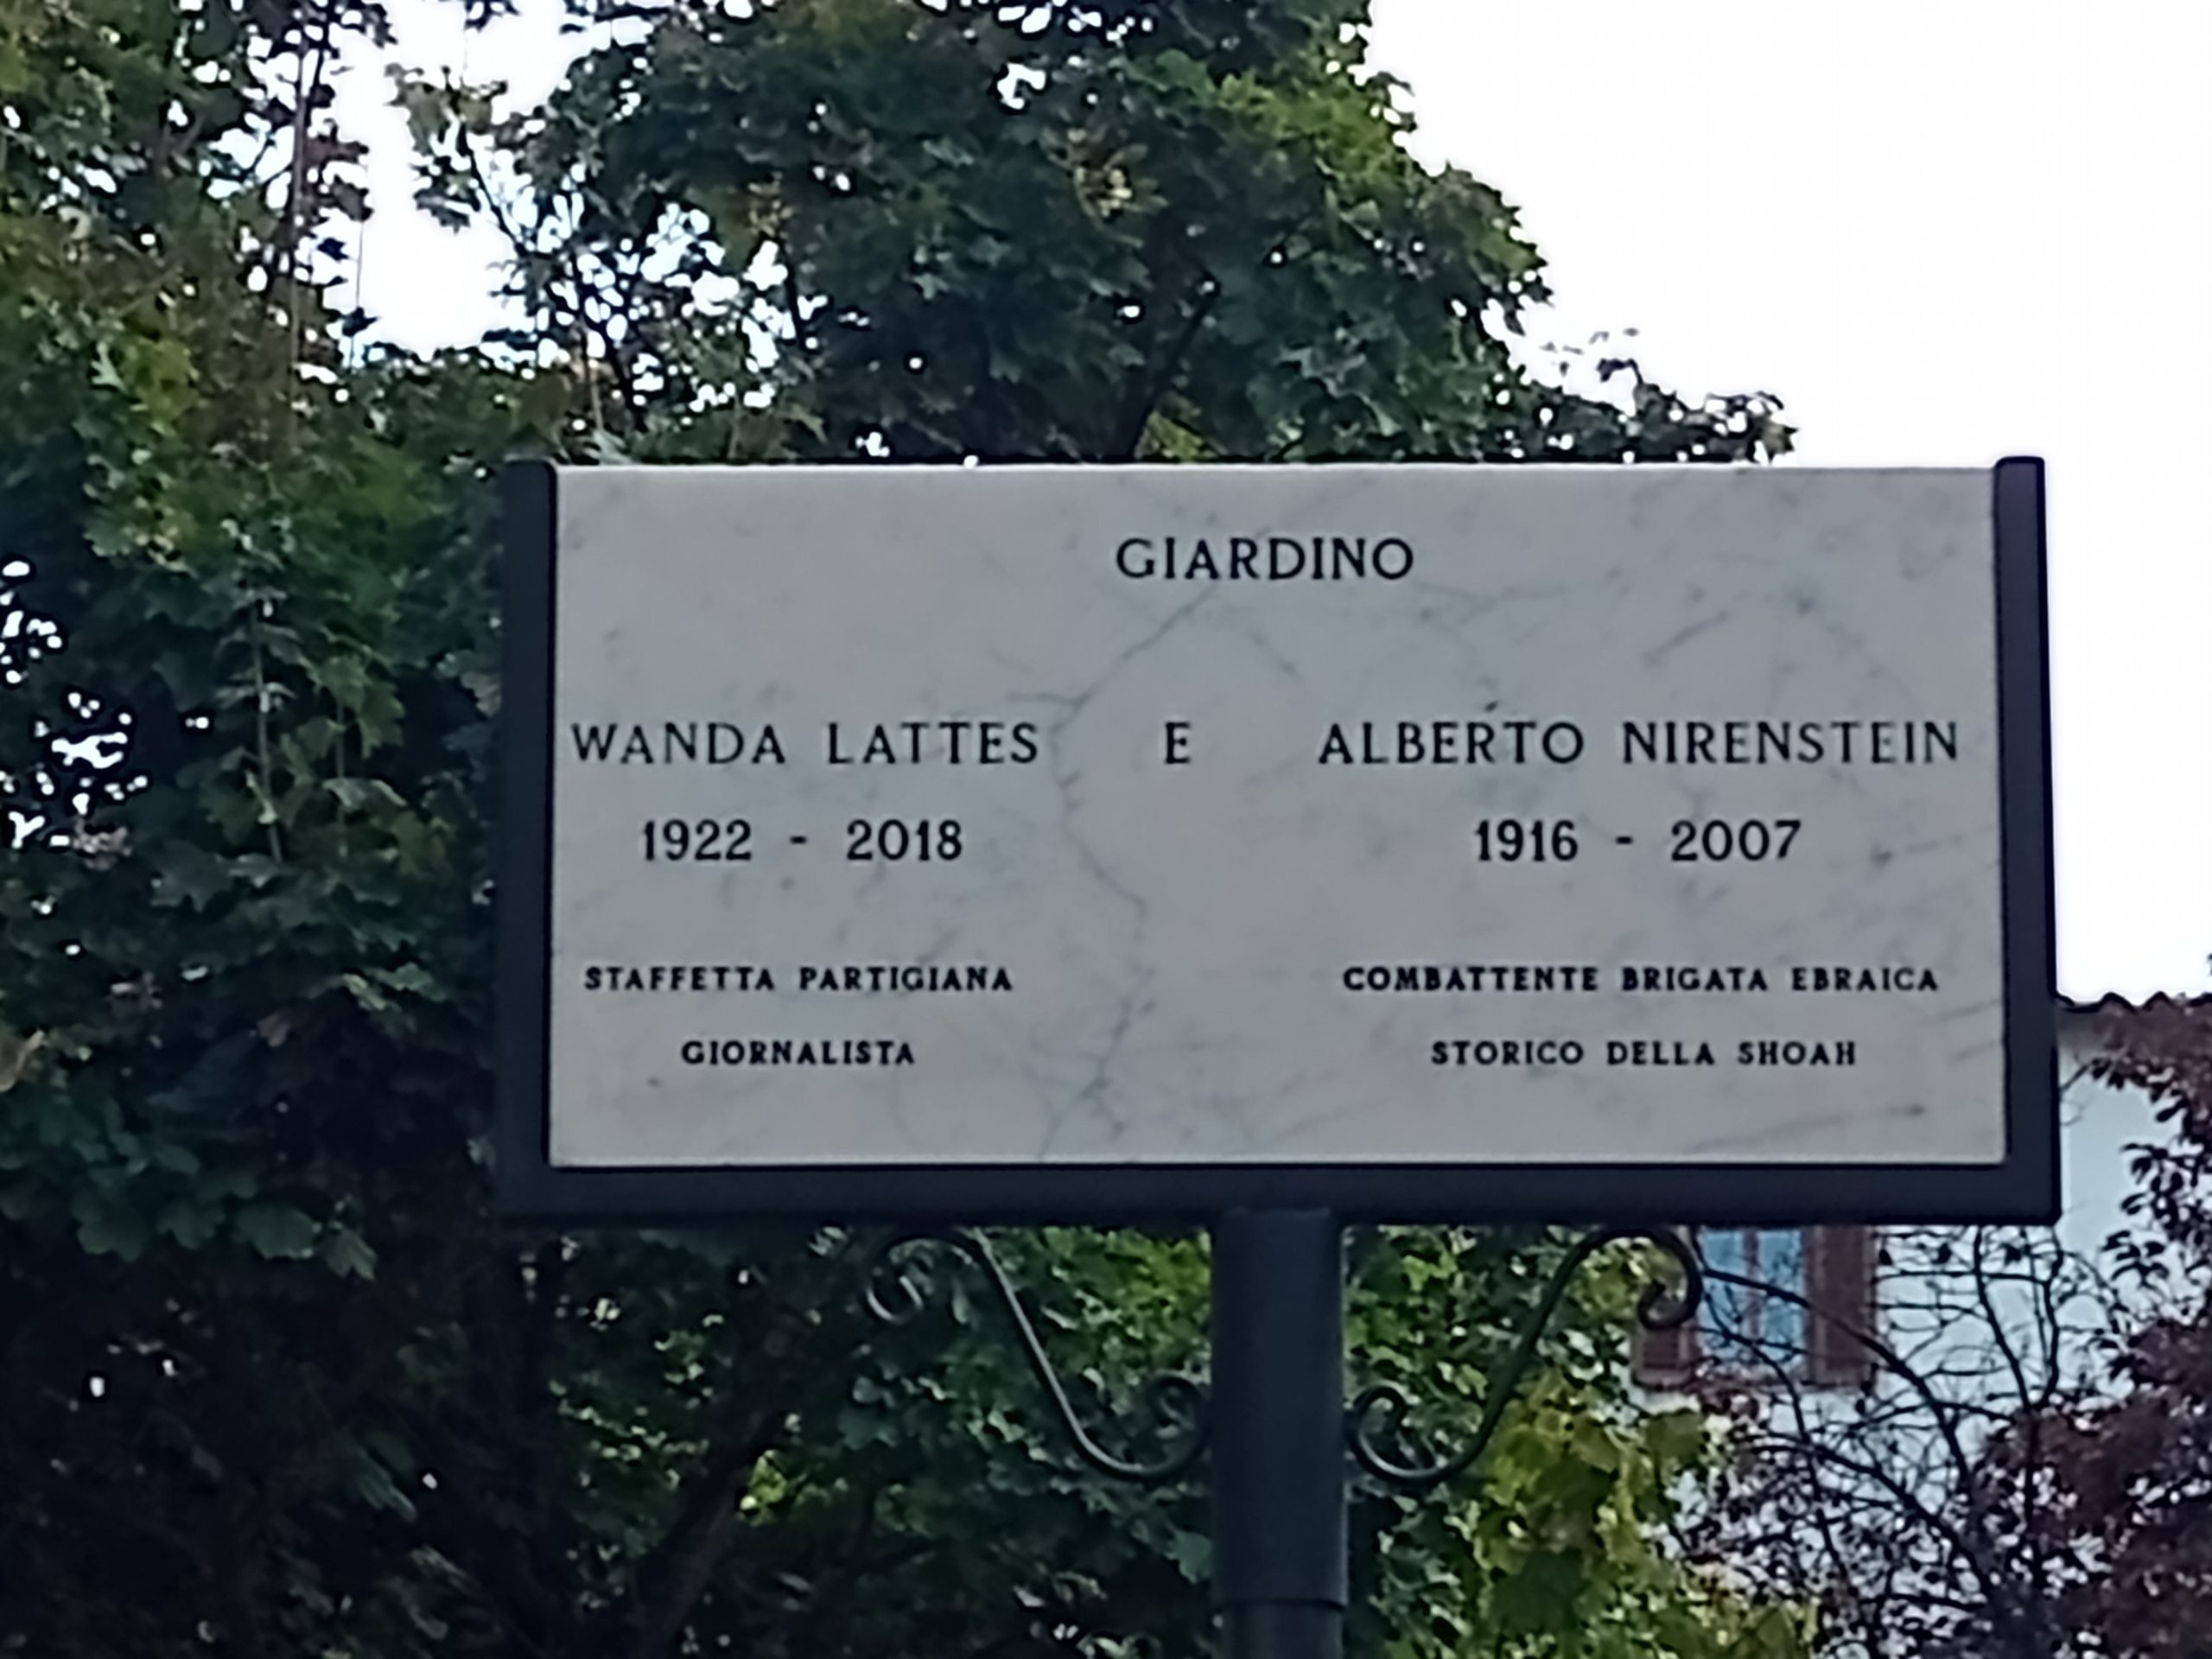 GIARDINO
WANDA LATTES E ALBERTO NIRENSTEIN
1922 - 2018 1916 - 2007
STAFFETTA PARTIGIANA COMBATTENTE BRIGATA EBRAICA
GIORNALISTA STORICO DELLA SHOAH